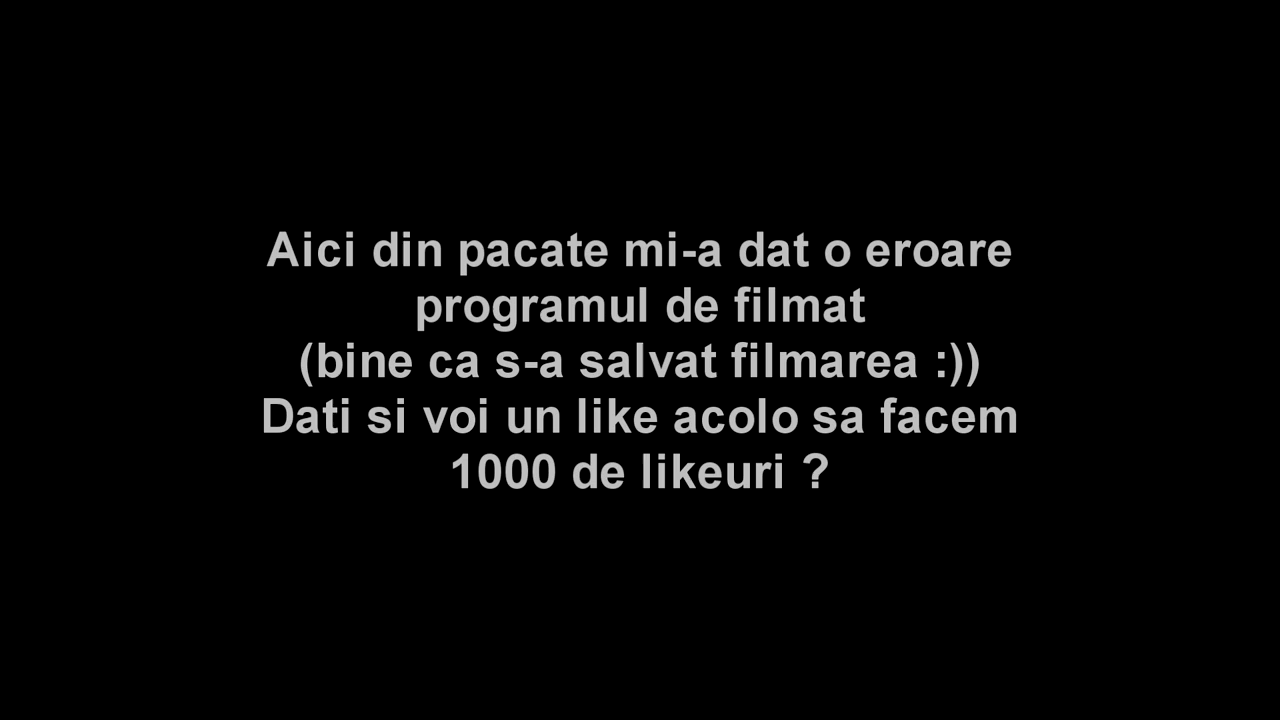 Aici din pacate mi-a dat o eroare
programul de filmat
(bine ca s-a salvat filmarea :))
Dati si voi un like acolo sa facem
1000 de likeuri ?